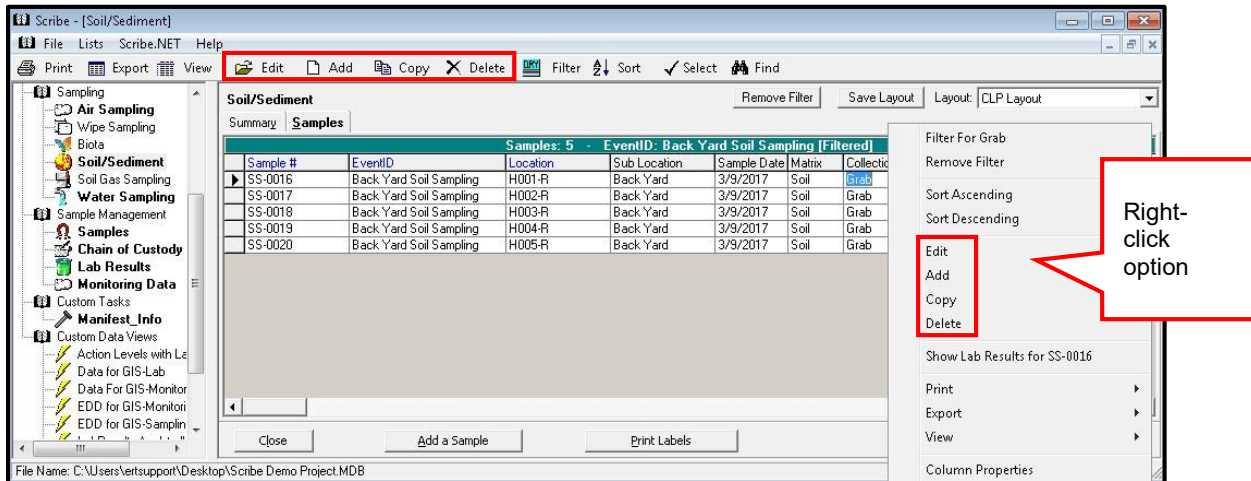 Scribe - [Soil/Sediment]
File Lists Scribe.NET Help
Print Export View Edit Add Copy Delete QRY Filter Sort Select Find
Sampling
Air Sampling
Wipe Sampling
Biota
Soil/Sediment
Soil Gas Sampling
Water Sampling
Sample Management
Samples
Chain of Custody
Lab Results
Monitoring Data
Custom Tasks
Manifest_Info
Custom Data Views
Action Levels with La
Data for GIS-Lab
Data For GIS-Monitor
EDD for GIS-Monitori
EDD for GIS-Samplin
Soil/Sediment
Remove Filter Save Layout Layout: CLP Layout
Summary Samples
Samples: 5 - EventID: Back Yard Soil Sampling [Filtered]
Sample # EventID Location Sub Location Sample Date Matrix Collectio
SS-0016 Back Yard Soil Sampling H001-R Back Yard 3/9/2017 Soil Grab
SS-0017 Back Yard Soil Sampling H002-R Back Yard 3/9/2017 Soil Grab
SS-0018 Back Yard Soil Sampling H003-R Back Yard 3/9/2017 Soil Grab
SS-0019 Back Yard Soil Sampling H004-R Back Yard 3/9/2017 Soil Grab
SS-0020 Back Yard Soil Sampling H005-R Back Yard 3/9/2017 Soil Grab
Close Add a Sample Print Labels
File Name: C:\Users\ertsupport\Desktop\Scribe Demo Project.MDB
Filter For Grab
Remove Filter
Sort Ascending
Sort Descending
Edit
Add
Copy
Delete
Show Lab Results for SS-0016
Print
Export
View
Column Properties
Right-
click
option